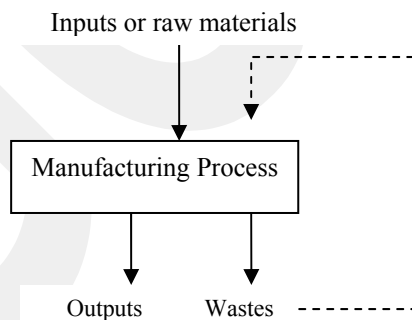 Inputs or raw materials
Manufacturing Process
Outputs Wastes